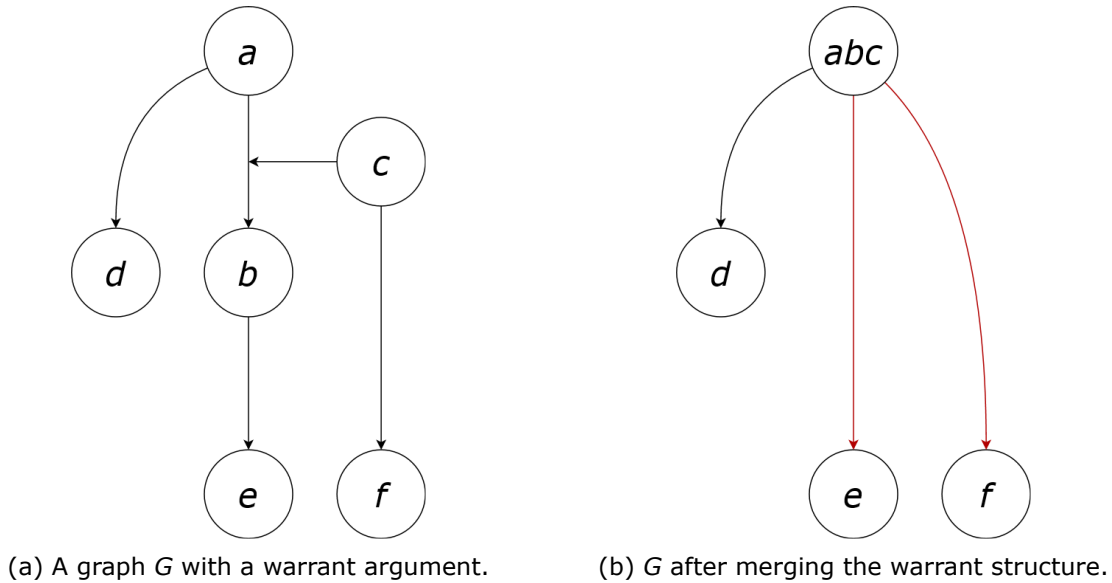 a
c
d
b
e
f
(a) A graph G with a warrant argument.
abc
d
e
f
(b) G after merging the warrant structure.